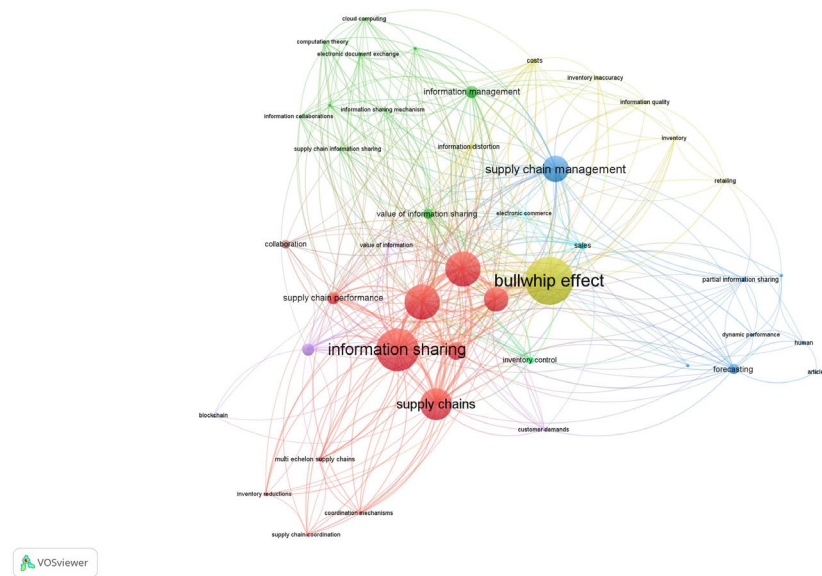 cloud computing
computation theory
electronic document exchange
costs
inventory inaccuracy
information management
information quality
information sharing mechanism
information collaborations
inventory
information distortion
supply chain information sharing
supply chain management
retailing
value of information sharing
electronic commerce
collaboration
value of information
sales
bullwhip effect
partial information sharing
supply chain performance
dynamic performance
human
information sharing
inventory control
forecasting
article
supply chains
blockchain
customer demands
multi echelon supply chains
inventory reductions
coordination mechanisms
supply chain coordination
VOSviewer